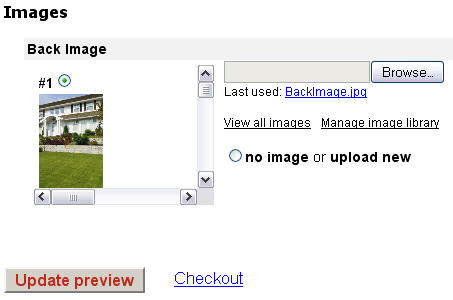 Images
Back Image
#1
Browse...
Last used: BackImage.jpg
View all images Manage image library
no image or upload new
Update preview Checkout